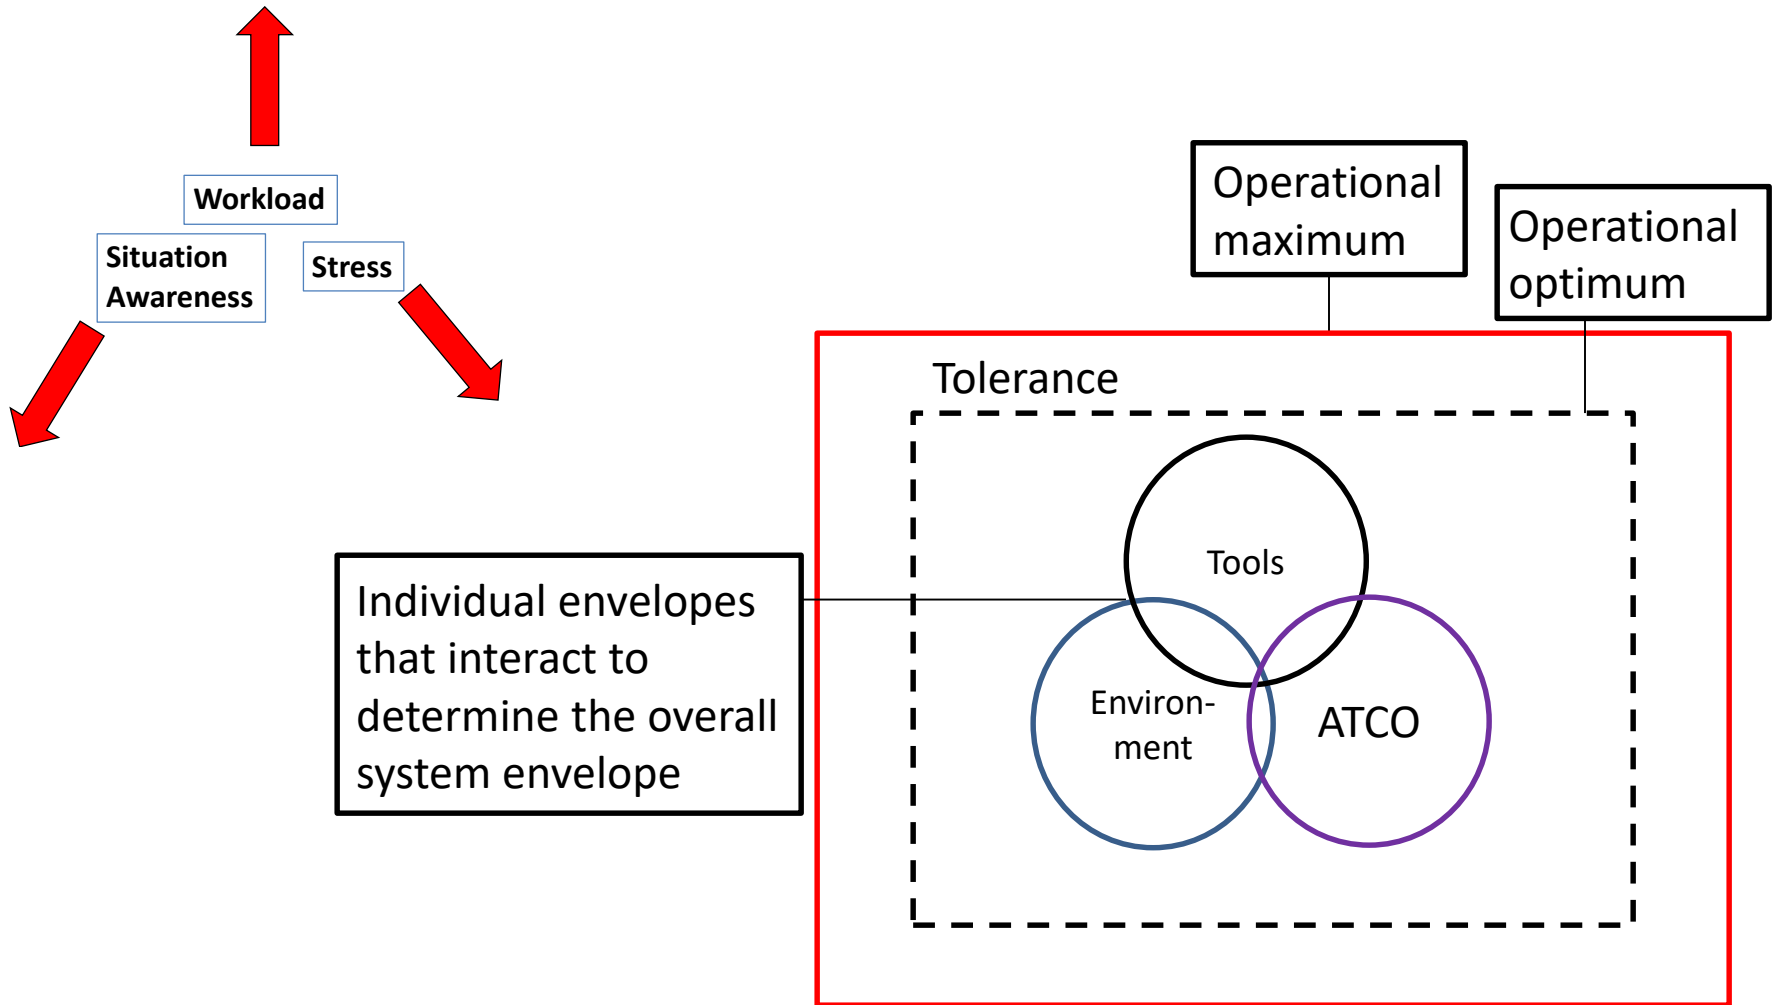 Workload
Situation
Awareness
Stress
Operational
maximum
Operational
optimum
Tolerance
Tools
Individual envelopes
that interact to
determine the overall
system envelope
Environ-
ment
ATCO